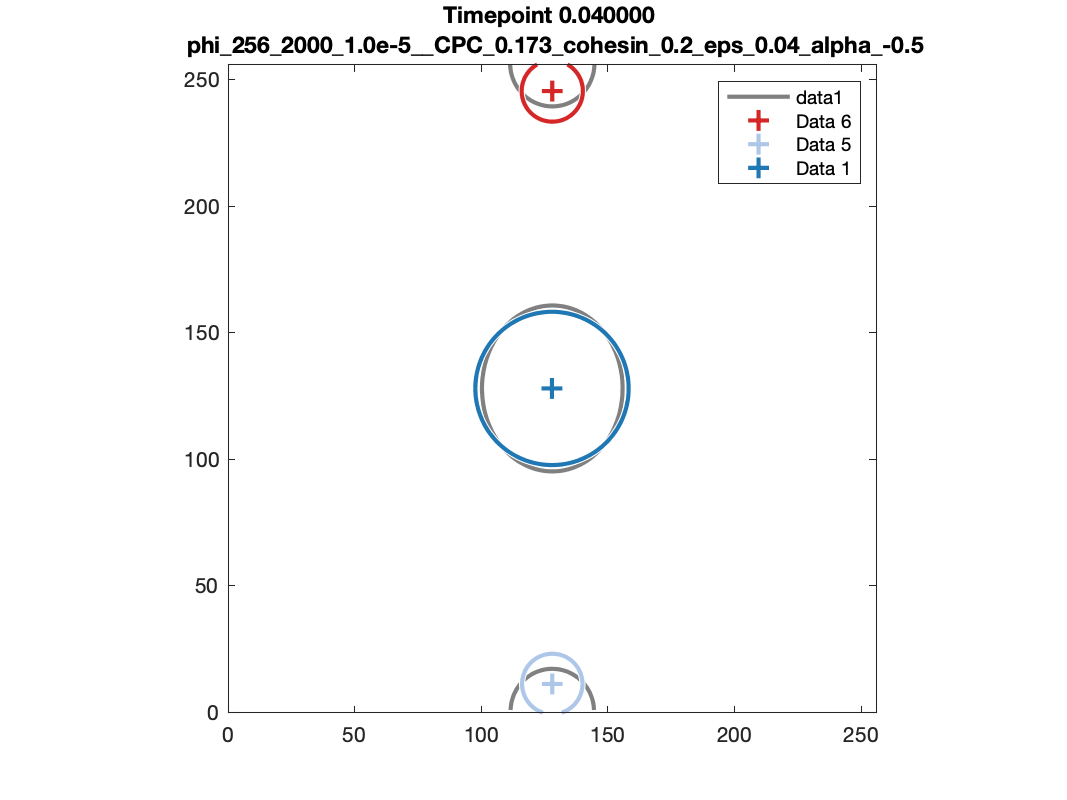 Timepoint 0.040000
phi_256_2000_1.0e-5__CPC_0.173_cohesin_0.2_eps_0.04_alpha_-0.5
250
200
150
100
50
0
0 50 100 150 200 250
data1
Data 6
Data 5
Data 1